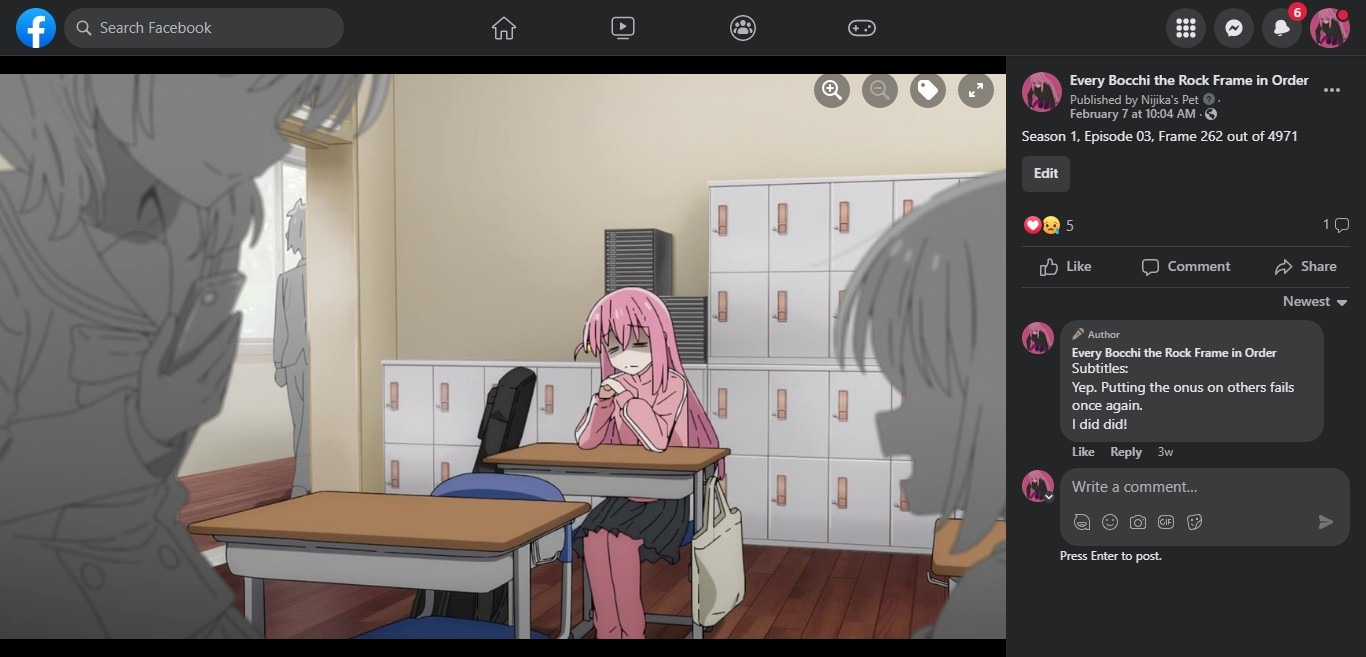 Search Facebook
6
Every Bocchi the Rock Frame in Order
Published by Nijika's Pet ·
February 7 at 10:04 AM ·
Season 1, Episode 03, Frame 262 out of 4971
Edit
5
1
Like
Comment
Share
Newest
Author
Every Bocchi the Rock Frame in Order
Subtitles:
Yep. Putting the onus on others fails
once again.
I did did!
Like Reply 3w
Write a comment...
GIF
Press Enter to post.